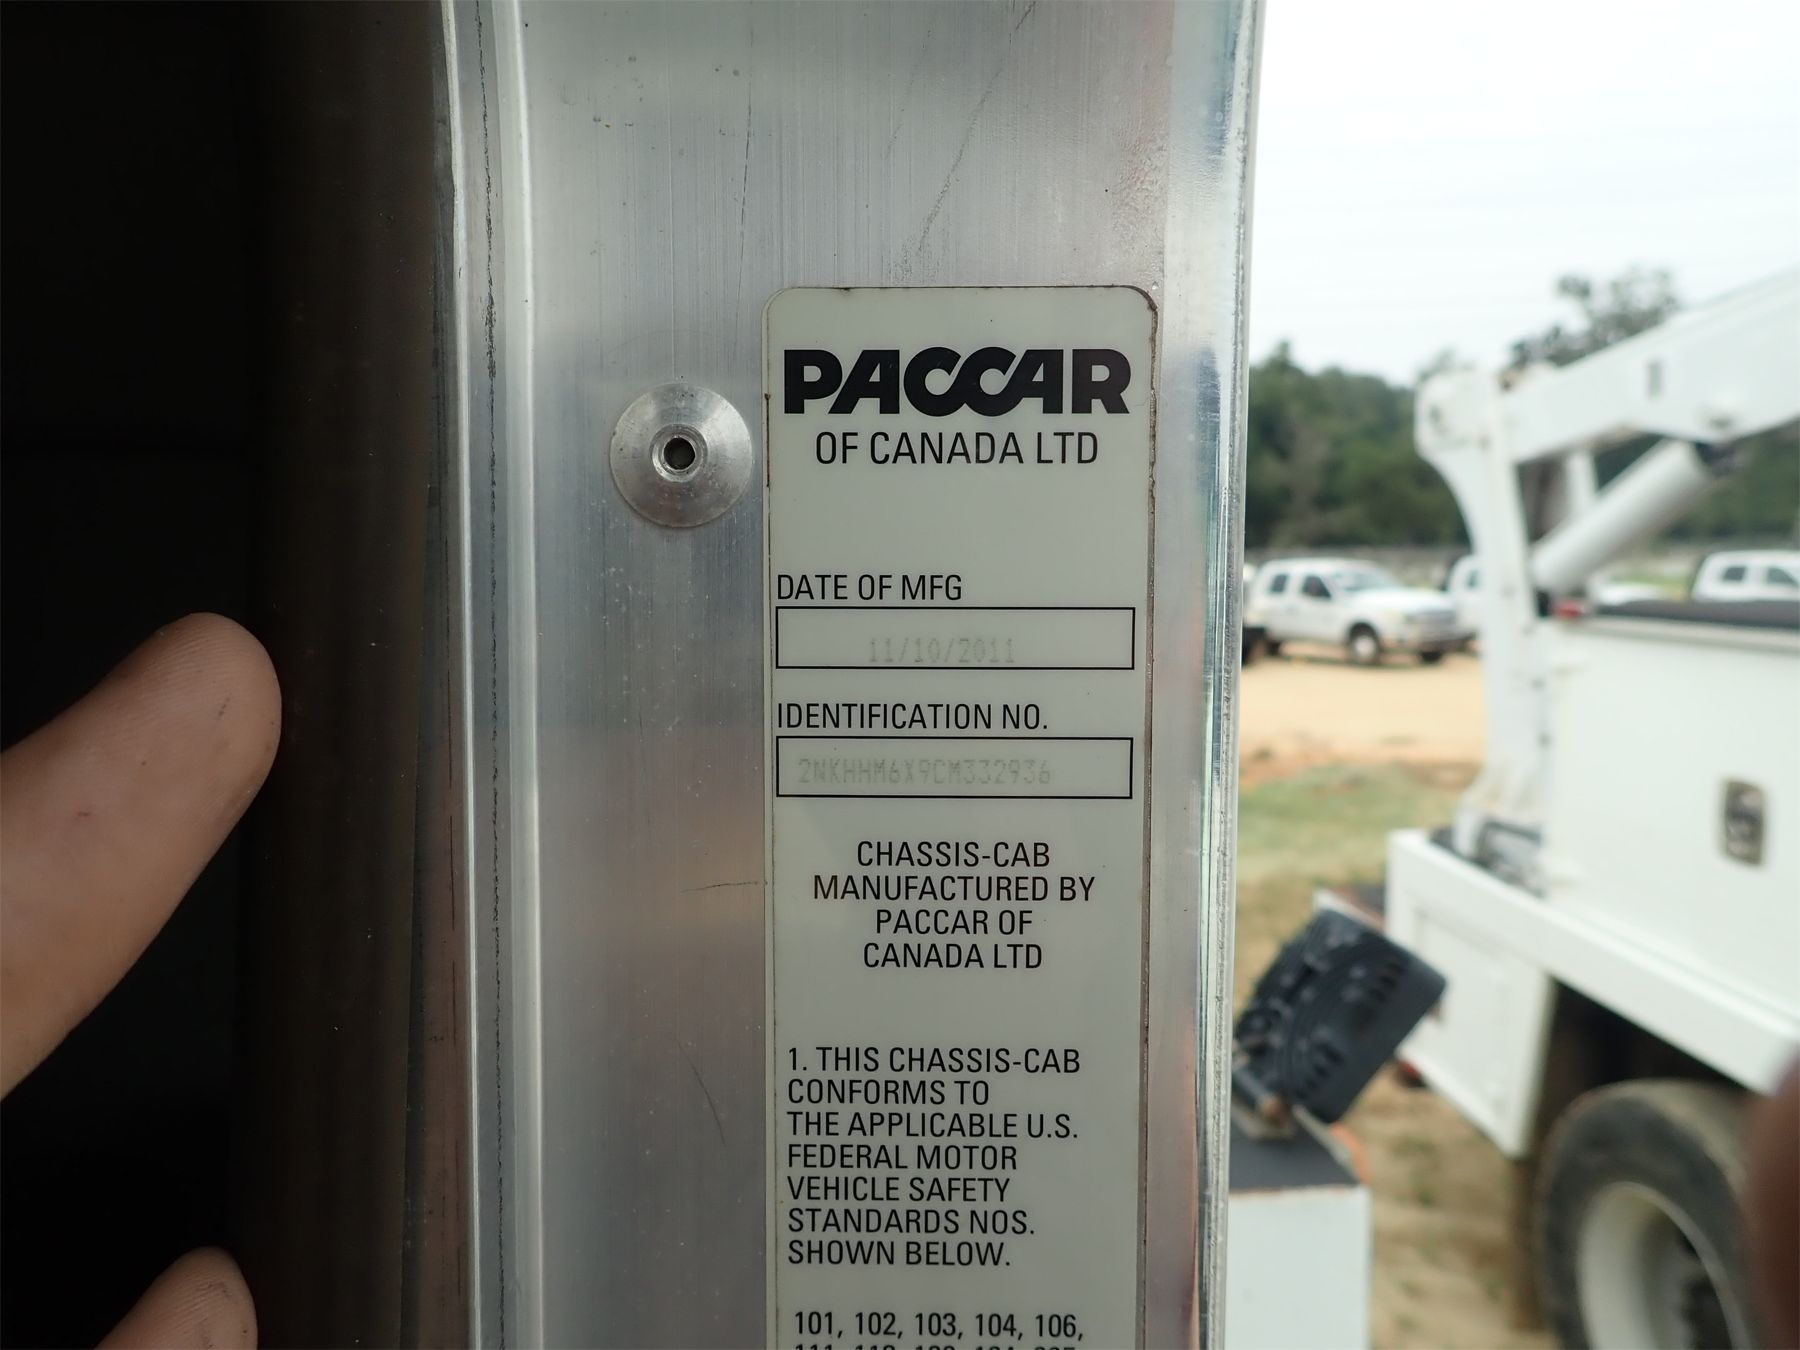 PACCAR
OF CANADA LTD
DATE OF MFG
11/10/2011
IDENTIFICATION NO.
2NKHHM6X9CM332936
CHASSIS-CAB
MANUFACTURED BY
PACCAR OF
CANADA LTD
1. THIS CHASSIS-CAB
CONFORMS TO
THE APPLICABLE U.S.
FEDERAL MOTOR
VEHICLE SAFETY
STANDARDS NOS.
SHOWN BELOW.
101, 102, 103, 104, 106,